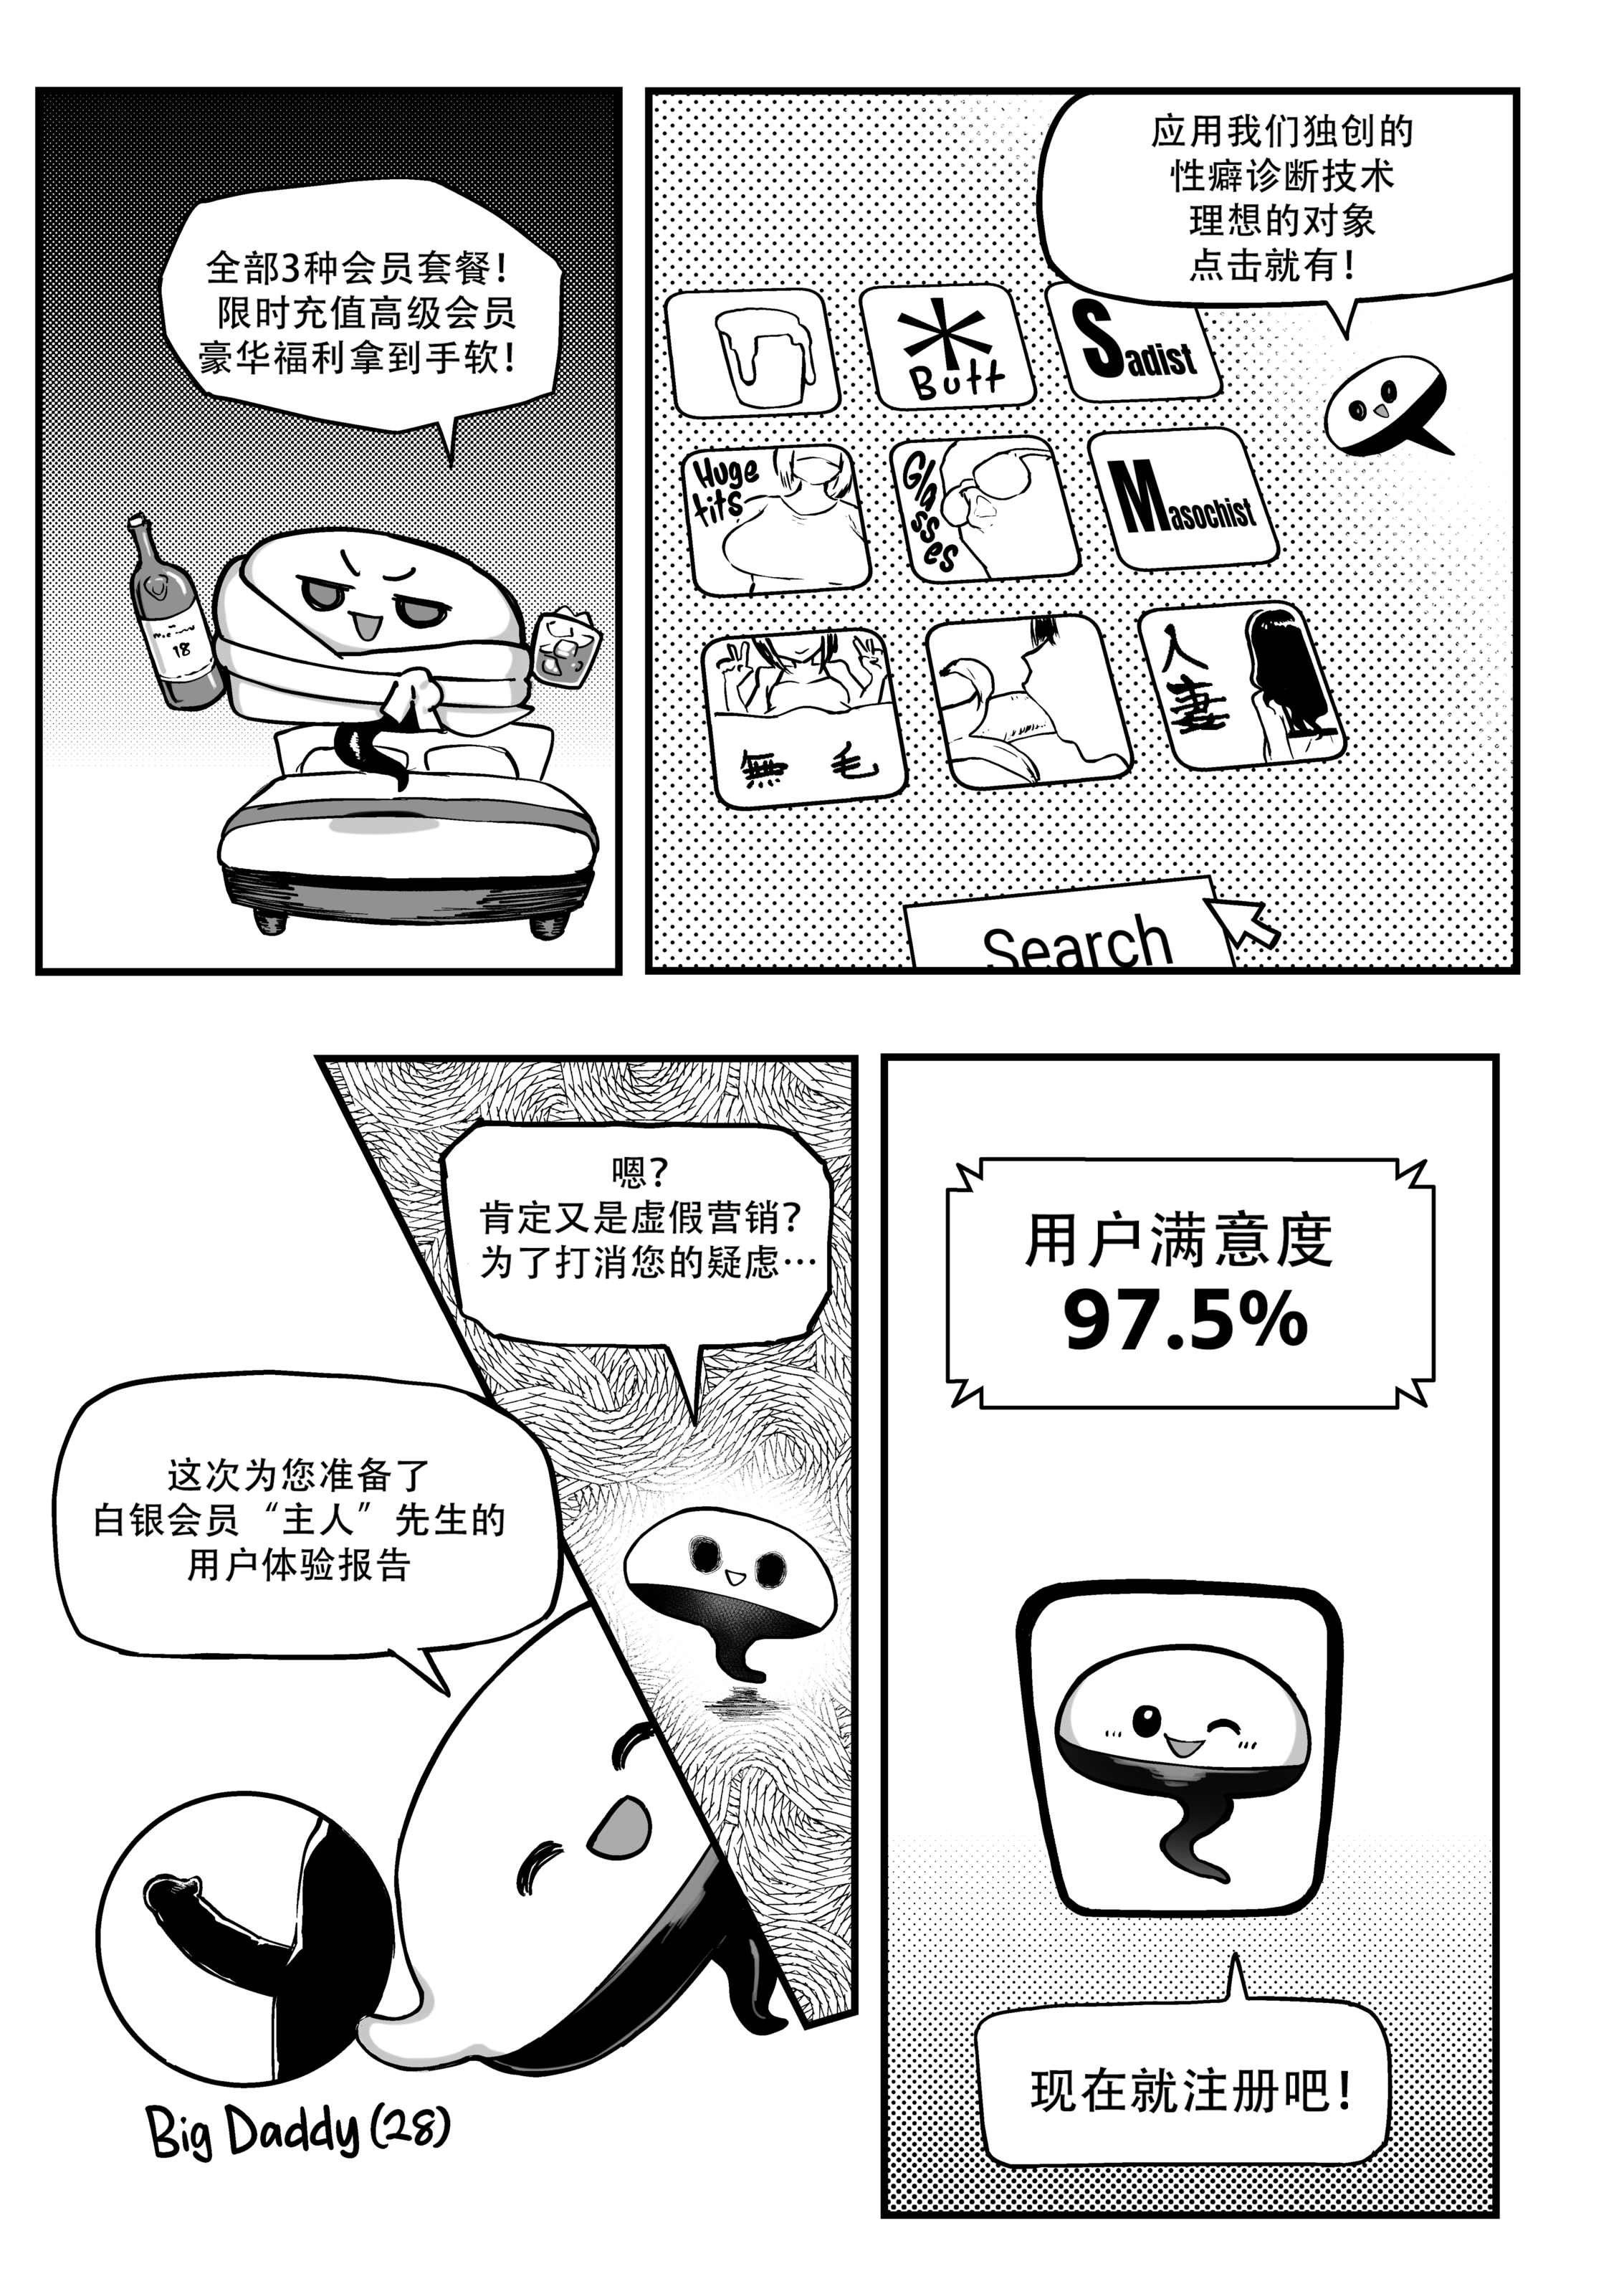 应用我们独创的
性癖诊断技术
理想的对象
点击就有！
Butt
Sadist
Huge
tits
Glasses
Masochist
無 毛
人
妻
Search
全部3种会员套餐！
限时充值高级会员
豪华福利拿到手软！
18
用户满意度
97.5%
现在就注册吧！
嗯？
肯定又是虚假营销？
为了打消您的疑虑…
这次为您准备了
白银会员“主人”先生的
用户体验报告
Big Daddy (28)